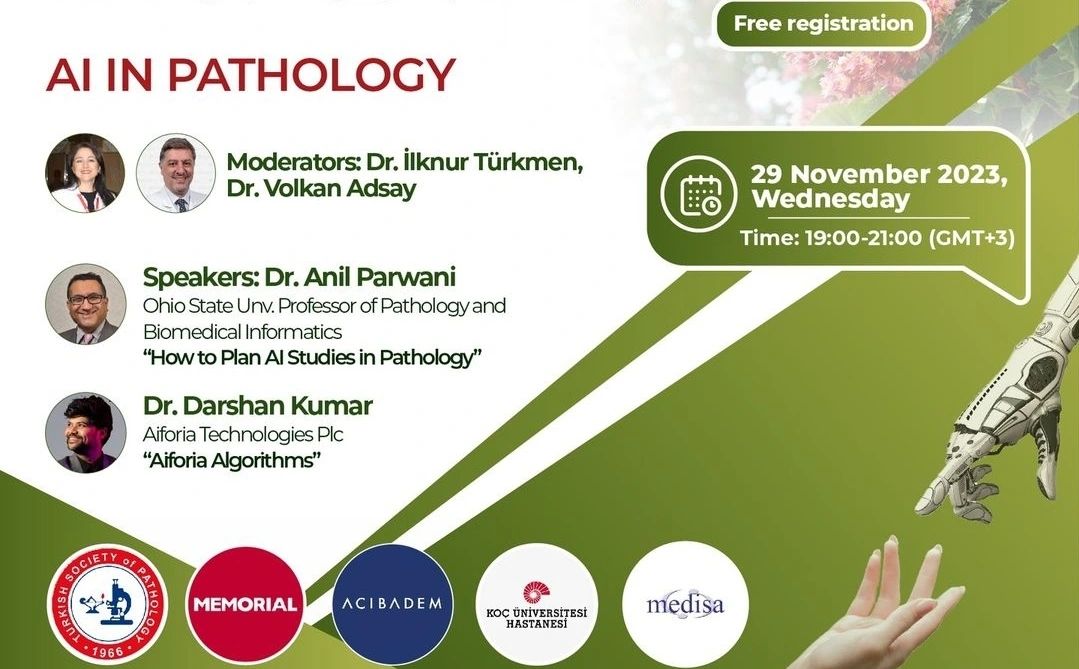 Free registration
AI IN PATHOLOGY
Moderators: Dr. İlknur Türkmen,
Dr. Volkan Adsay
29 November 2023,
Wednesday
Time: 19:00-21:00 (GMT+3)
Speakers: Dr. Anil Parwani
Ohio State Unv. Professor of Pathology and
Biomedical Informatics
“How to Plan AI Studies in Pathology”
Dr. Darshan Kumar
Aiforia Technologies Plc
“Aiforia Algorithms”
TURKISH SOCIETY of PATHOLOGY
• 1966 •
MEMORIAL
ACIBADEM
KOÇ ÜNİVERSİTESİ
HASTANESİ
medisa